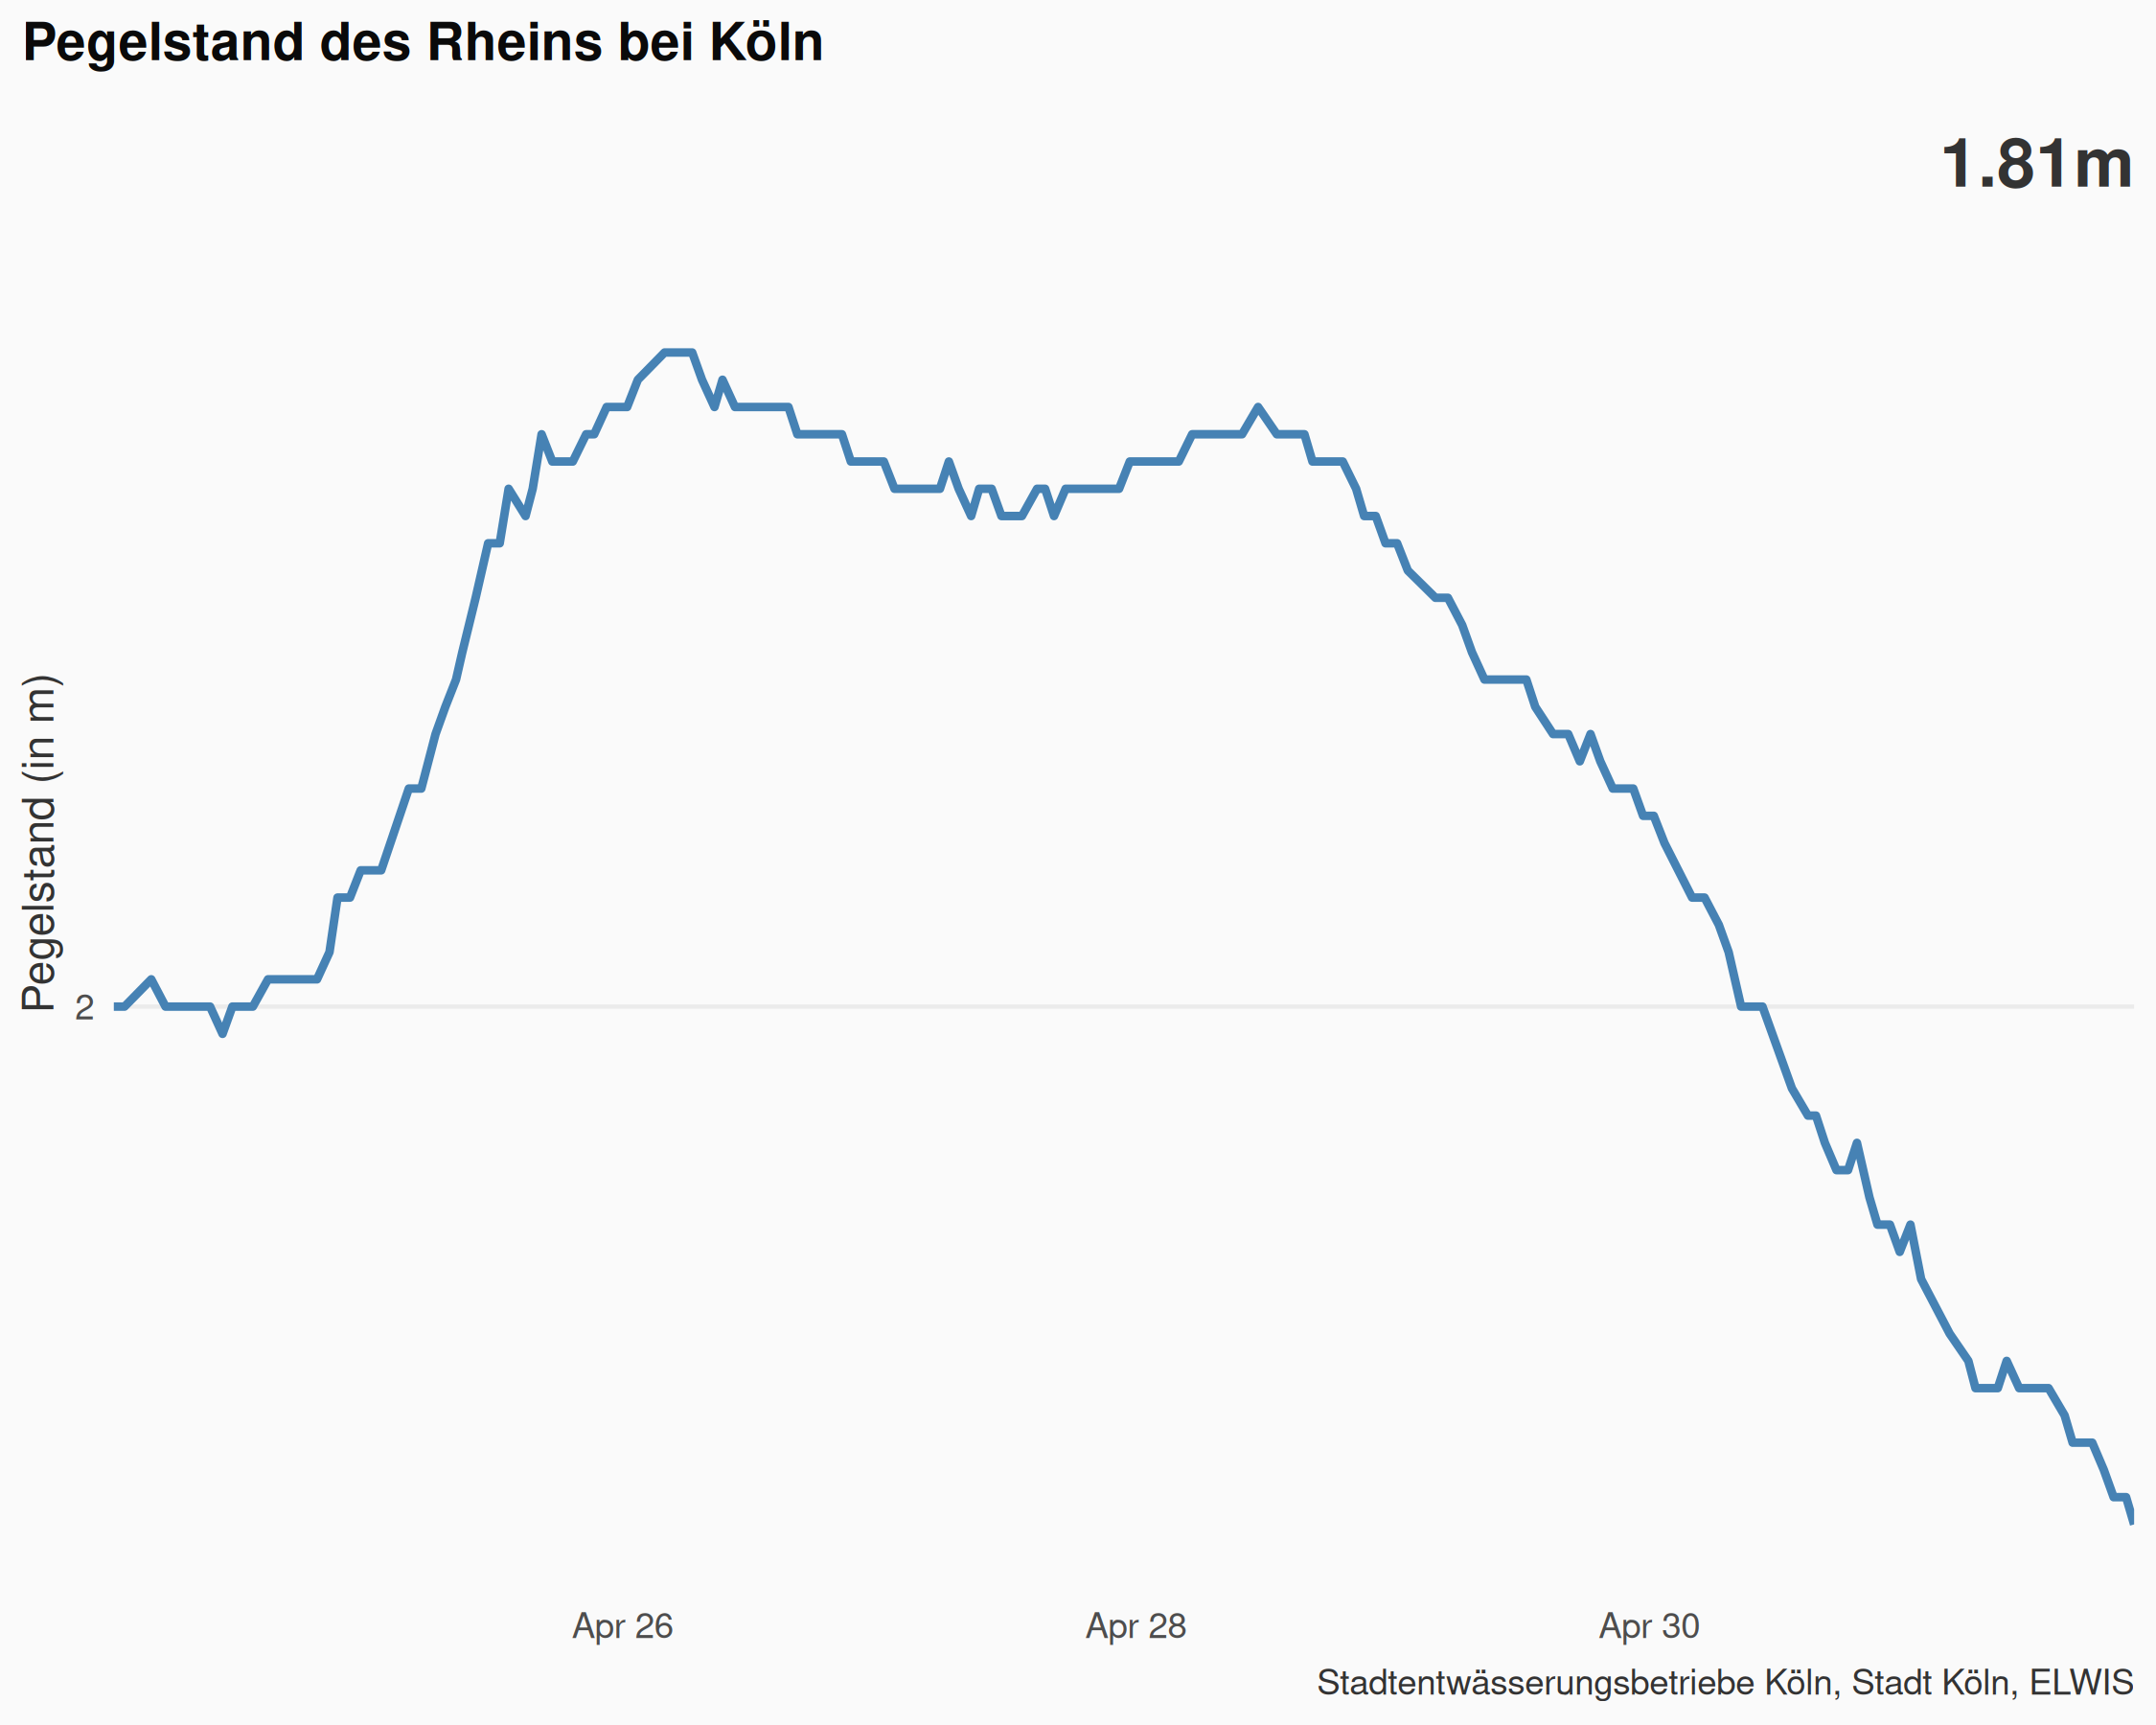 Pegelstand des Rheins bei Köln
1.81m
Pegelstand (in m)
2
Apr 26
Apr 28
Apr 30
Stadtentwässerungsbetriebe Köln, Stadt Köln, ELWIS